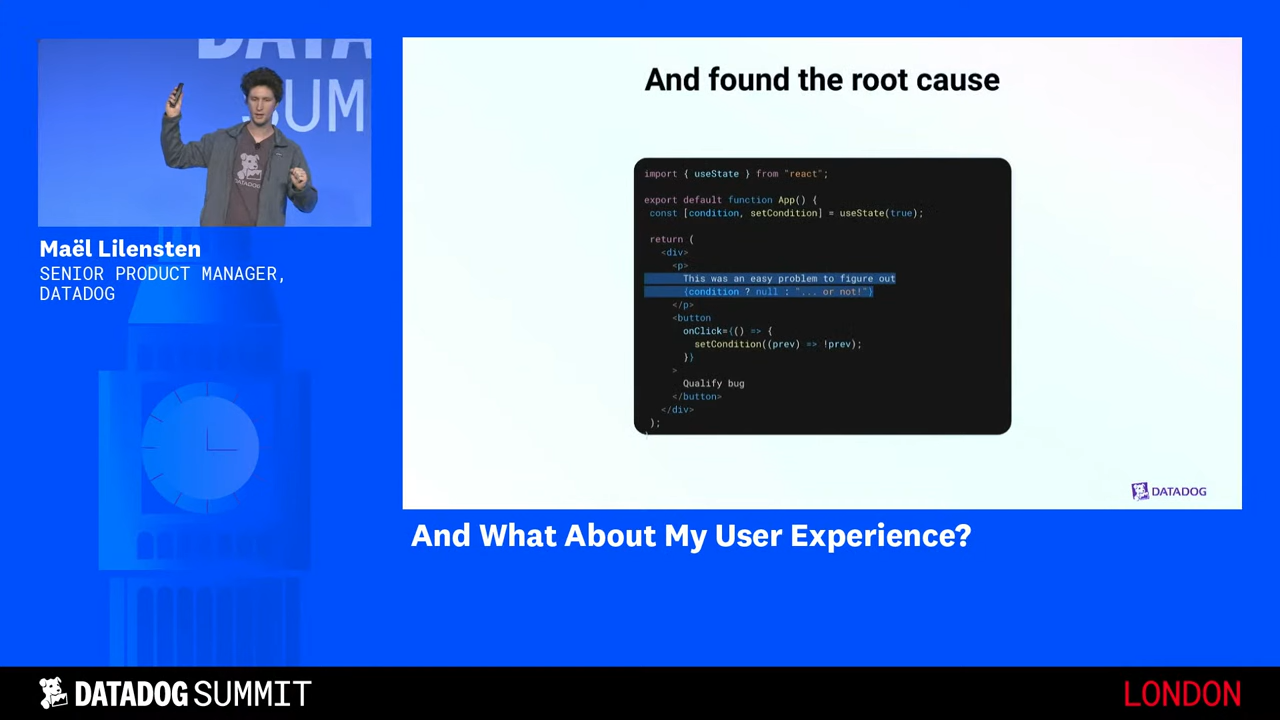 DATA
SUM
DATADOG
Maël Lilensten
SENIOR PRODUCT MANAGER,
DATADOG
And found the root cause
import { useState } from "react";
export default function App() {
const [condition, setCondition] = useState(true);
return (
<div>
<p>
This was an easy problem to figure out
{condition ? null : "... or not!"}
</p>
<button
onClick={() => {
setCondition((prev) => !prev);
}}
>
Qualify bug
</button>
</div>
);
}
DATADOG
And What About My User Experience?
DATADOG SUMMIT
LONDON